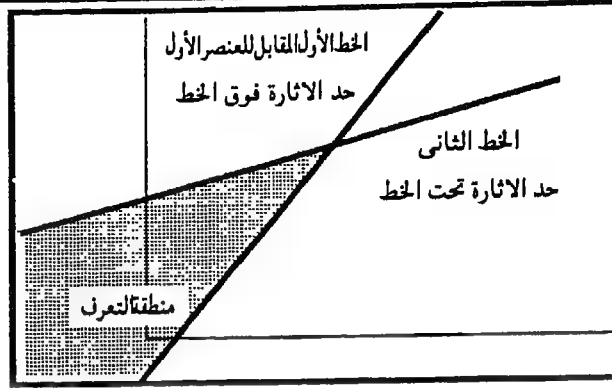 الخط الأول المقابل للعنصر الأول
حد الاثارة فوق الخط
الخط الثانى
حد الاثارة تحت الخط
منطقة التعرف